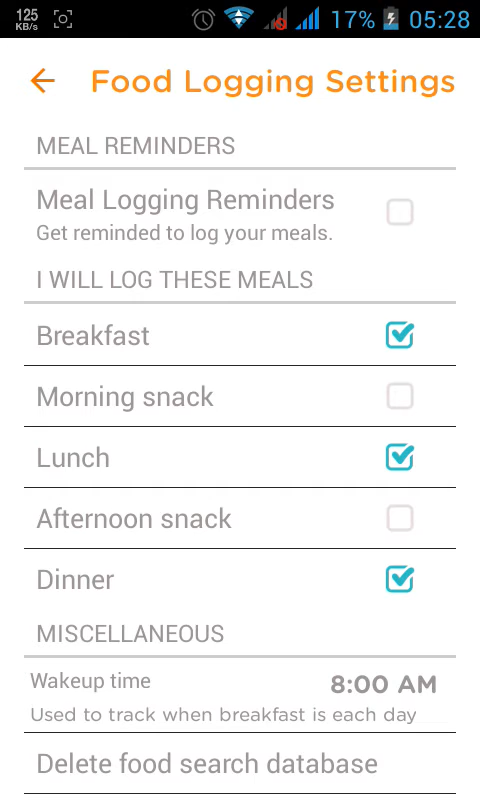 125
KB/s
17%
05:28
Food Logging Settings
MEAL REMINDERS
Meal Logging Reminders
Get reminded to log your meals.
I WILL LOG THESE MEALS
Breakfast
Morning snack
Lunch
Afternoon snack
Dinner
MISCELLANEOUS
Wakeup time
8:00 AM
Used to track when breakfast is each day
Delete food search database